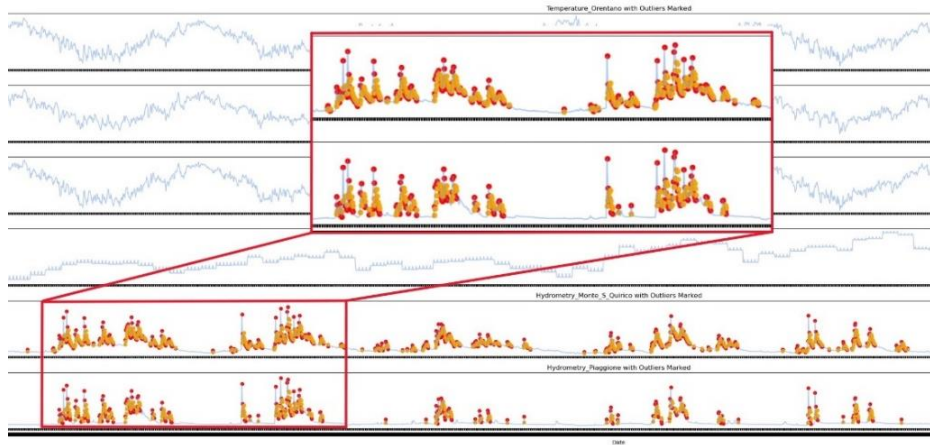 Temperature_Orentano with Outliers Marked
Hydrometry_Monte_S_Quirico with Outliers Marked
Hydrometry_Piaggione with Outliers Marked
Date